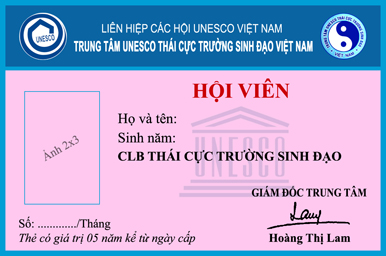 LIÊN HIỆP CÁC HỘI UNESCO VIỆT NAM
TRUNG TÂM UNESCO THÁI CỰC TRƯỜNG SINH ĐẠO VIỆT NAM
UNESCO
HỘI VIÊN
Họ và tên:
Sinh năm:
CLB THÁI CỰC TRƯỜNG SINH ĐẠO
Ảnh 2x3
UNESCO
GIÁM ĐỐC TRUNG TÂM
Số: ............./Tháng
Thẻ có giá trị 05 năm kể từ ngày cấp
Hoàng Thị Lam